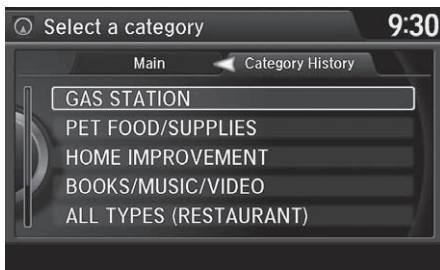 Select a category
9:30
Main
Category History
GAS STATION
PET FOOD/SUPPLIES
HOME IMPROVEMENT
BOOKS/MUSIC/VIDEO
ALL TYPES (RESTAURANT)